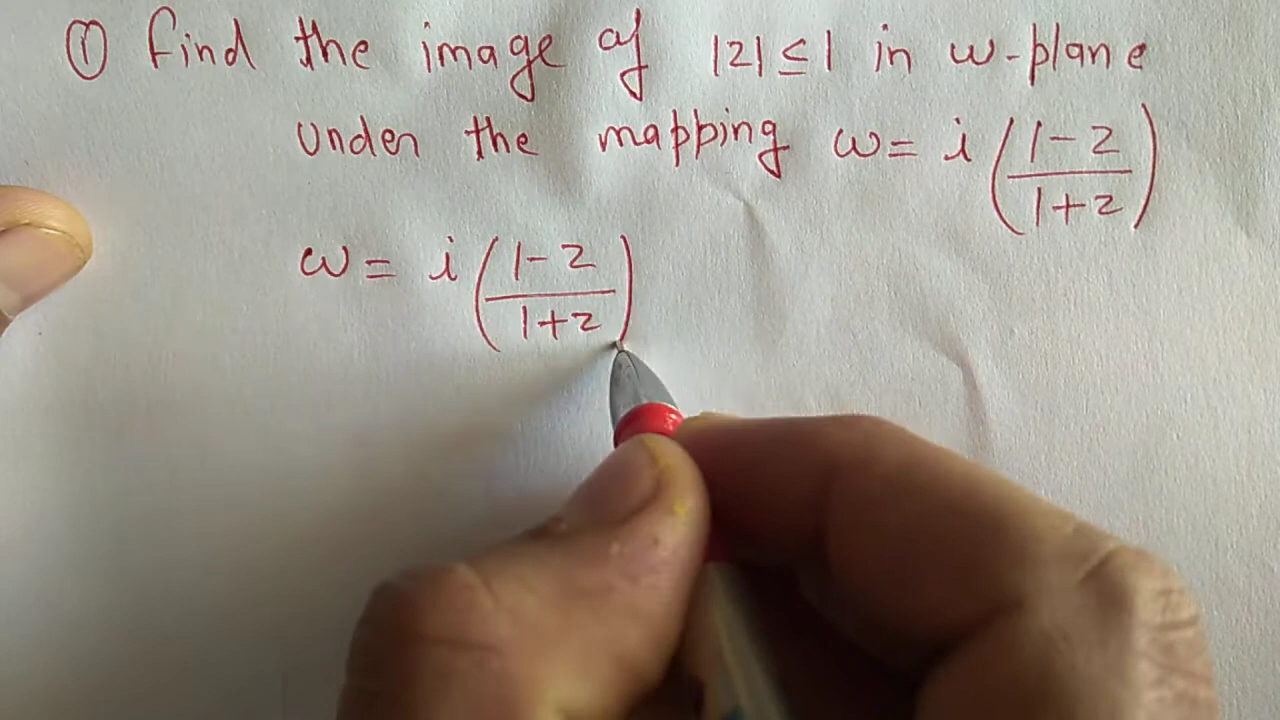 ① Find the image of |z| ≤ 1 in w-plane
under the mapping w = i((1-z)/(1+z))
w = i((1-z)/(1+z))